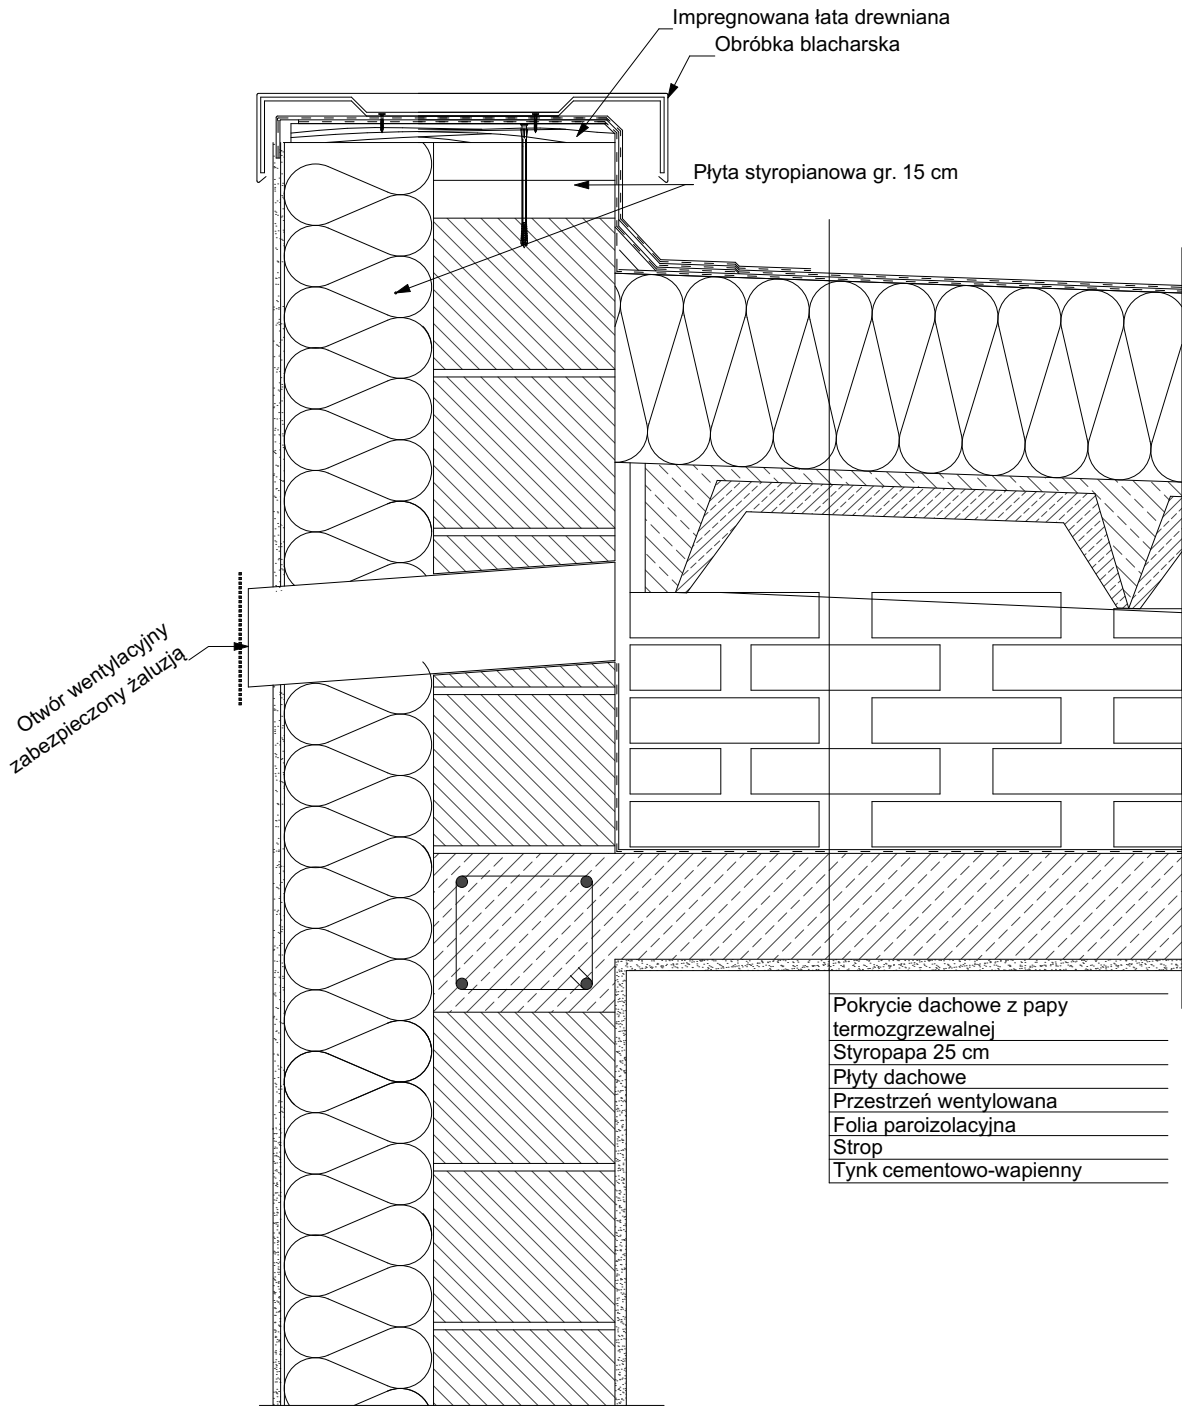 Impregnowana łata drewniana
Obróbka blacharska
Płyta styropianowa gr. 15 cm
Otwór wentylacyjny
zabezpieczony żaluzją
Pokrycie dachowe z papy
termozgrzewalnej
Styropapa 25 cm
Płyty dachowe
Przestrzeń wentylowana
Folia paroizolacyjna
Strop
Tynk cementowo-wapienny